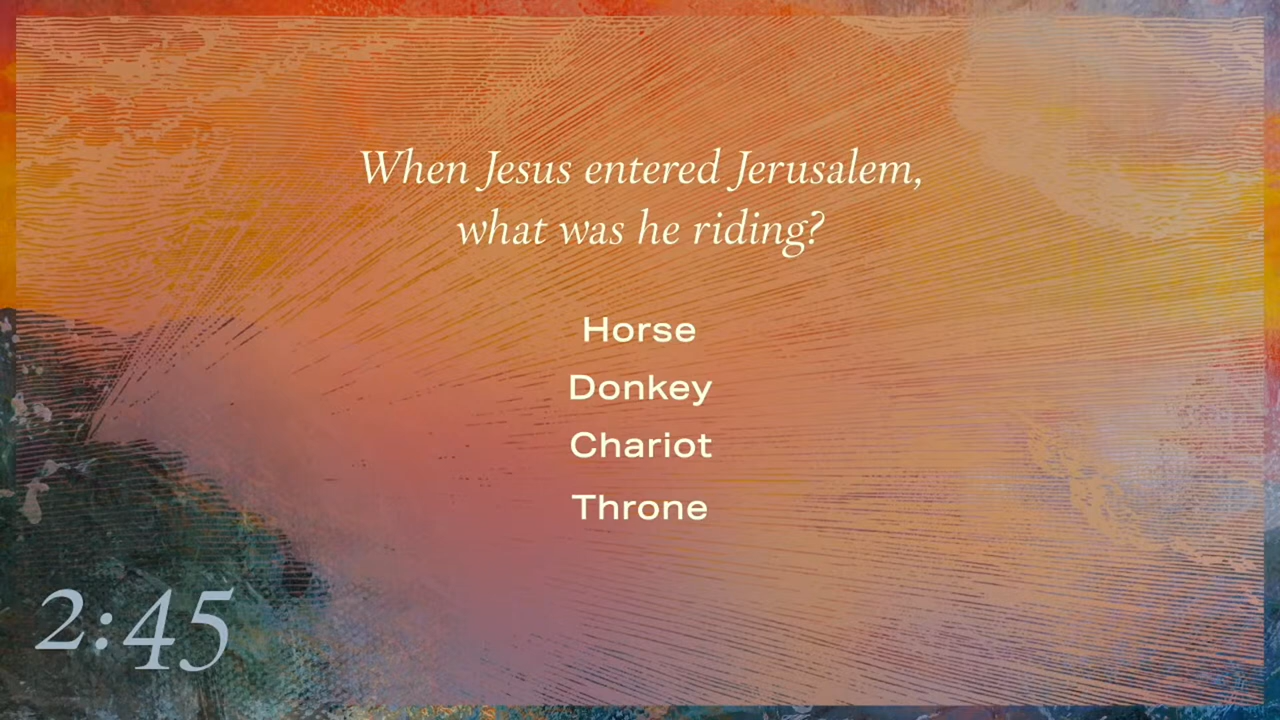 When Jesus entered Jerusalem,
what was he riding?
Horse
Donkey
Chariot
Throne
2:45